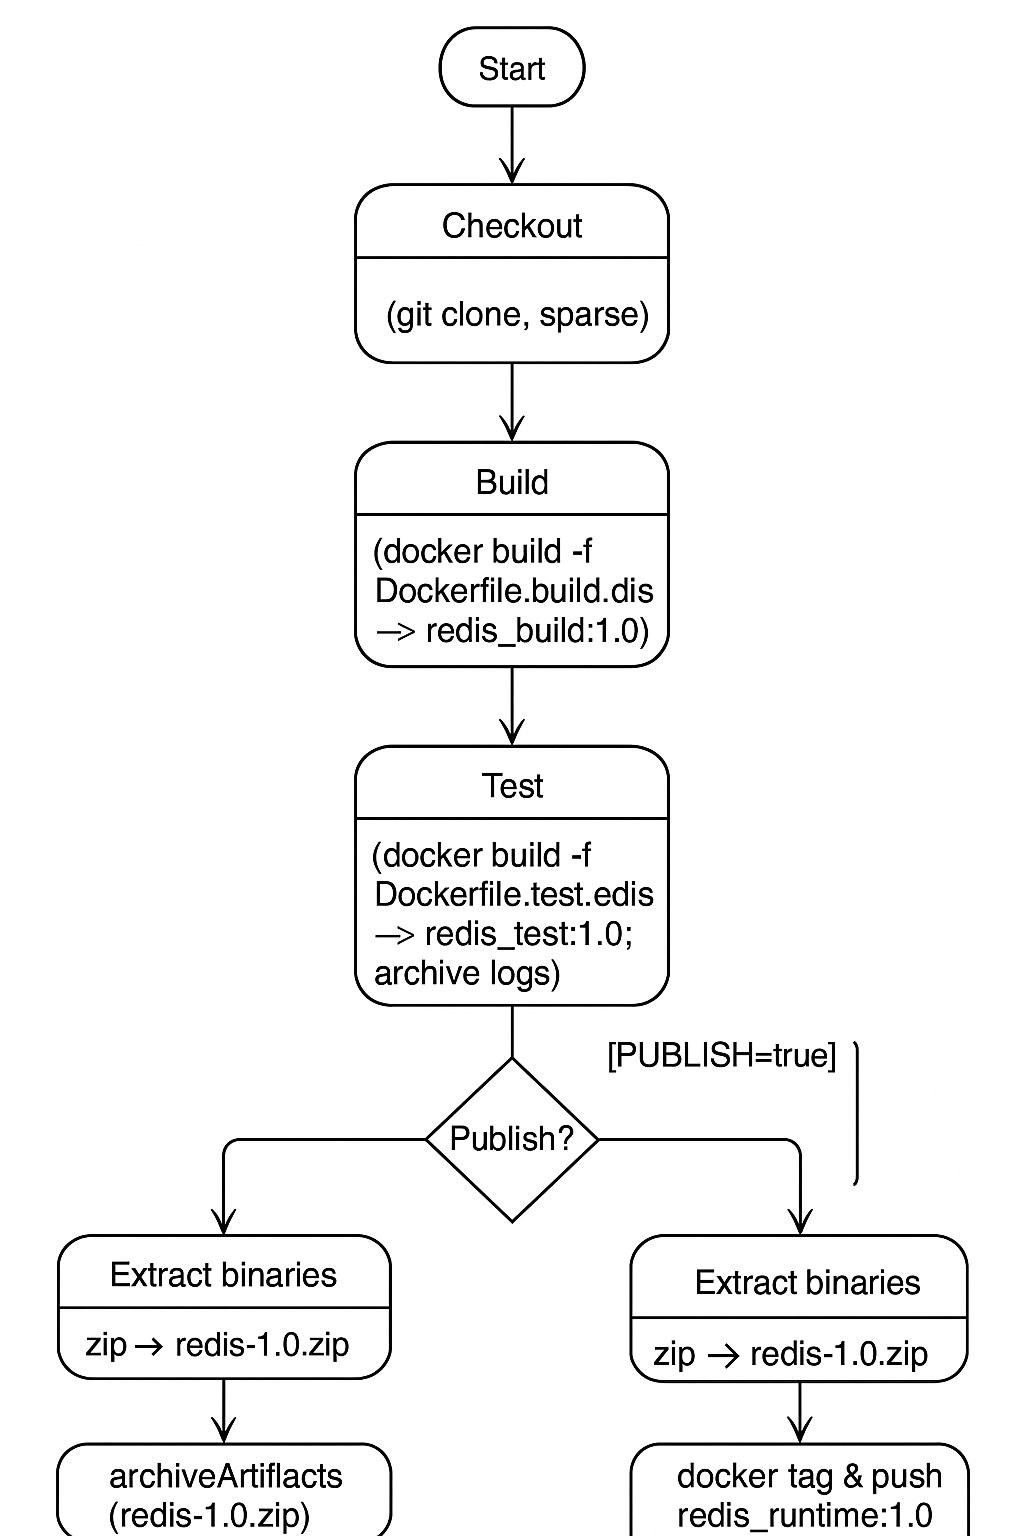 Start
Checkout
(git clone, sparse)
Build
(docker build -f
Dockerfile.build.dis
—> redis_build:1.0)
Test
(docker build -f
Dockerfile.test.edis
—> redis_test:1.0;
archive logs)
[PUBLISH=true]
Publish?
Extract binaries
zip → redis-1.0.zip
archiveArtiflacts
(redis-1.0.zip)
Extract binaries
zip → redis-1.0.zip
docker tag & push
redis_runtime:1.0